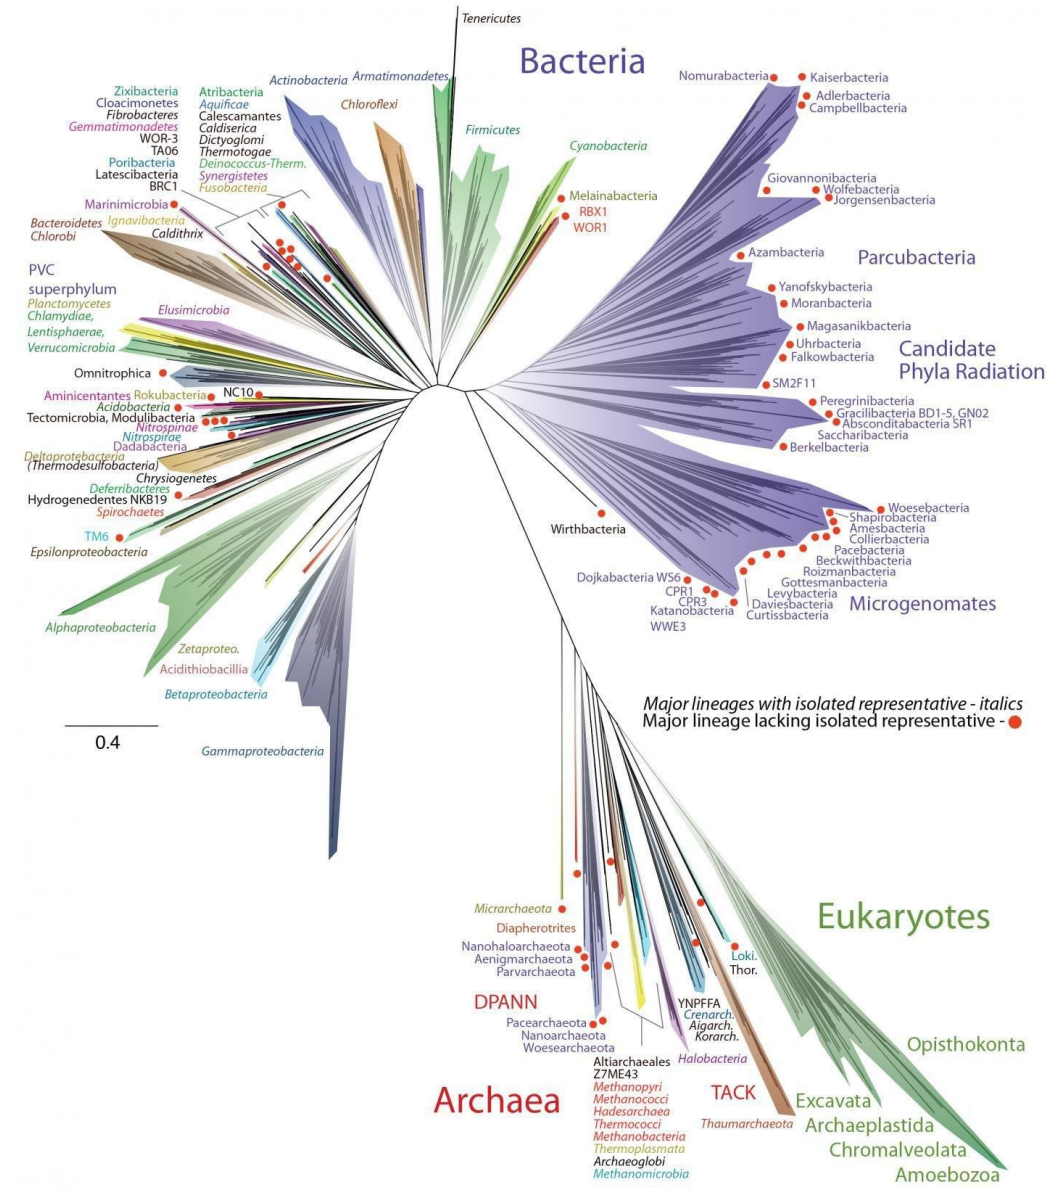 Tenericutes
Bacteria
Actinobacteria
Armatimonadetes
Nomurabacteria
Kaiserbacteria
Zixibacteria
Cloacimonetes
Fibrobacteres
Gemmatimonadetes
WOR-3
TA06
Poribacteria
Latescibacteria
BRC1
Atribacteria
Aquificae
Calescamantes
Caldiserica
Dictyoglomi
Thermotogae
Deinococcus-Therm.
Synergistetes
Fusobacteria
Chloroflexi
Adlerbacteria
Campbellbacteria
Firmicutes
Cyanobacteria
Giovannonibacteria
Wolfebacteria
Jorgensenbacteria
Melainabacteria
RBX1
WOR1
Marinimicrobia
Bacteroidetes
Chlorobi
Ignavibacteria
Caldithrix
Azambacteria
Parcubacteria
PVC
superphylum
Planctomycetes
Chlamydiae,
Lentisphaerae,
Verrucomicrobia
Elusimicrobia
Yanofskybacteria
Moranbacteria
Magasanikbacteria
Uhrbacteria
Falkowbacteria
Candidate
Phyla Radiation
SM2F11
Omnitrophica
Aminicentantes Rokubacteria NC10
Acidobacteria
Tectomicrobia, Modulibacteria
Nitrospinae
Nitrospirae
Dadabacteria
Deltaprotebacteria
(Thermodesulfobacteria)
Chrysiogenetes
Deferribacteres
Hydrogenedentes NKB19
Spirochaetes
TM6
Epsilonproteobacteria
Peregrinibacteria
Gracilibacteria BD1-5, GN02
Absconditabacteria SR1
Saccharibacteria
Berkelbacteria
Woesebacteria
Shapirobacteria
Amesbacteria
Collierbacteria
Pacebacteria
Beckwithbacteria
Roizmanbacteria
Gottesmanbacteria
Levybacteria
Daviesbacteria
Curtissbacteria
Microgenomates
Wirthbacteria
Dojkabacteria WS6
CPR1
CPR3
Katanobacteria
WWE3
Alphaproteobacteria
Zetaproteo.
Acidithiobacillia
Betaproteobacteria
Gammaproteobacteria
0.4
Major lineages with isolated representative - italics
Major lineage lacking isolated representative -
Micrarchaeota
Diapherotrites
Nanohaloarchaeota
Aenigmarchaeota
Parvarchaeota
DPANN
Pacearchaeota
Nanoarchaeota
Woesearchaeota
Archaea
Altiarchaeales
Z7ME43
Methanopyri
Methanococci
Hadesarchaea
Thermococci
Methanobacteria
Thermoplasmata
Archaeoglobi
Methanomicrobia
Halobacteria
YNPFFA
Crenarch.
Aigarch.
Korarch.
Loki.
Thor.
TACK
Thaumarchaeota
Eukaryotes
Opisthokonta
Excavata
Archaeplastida
Chromalveolata
Amoebozoa